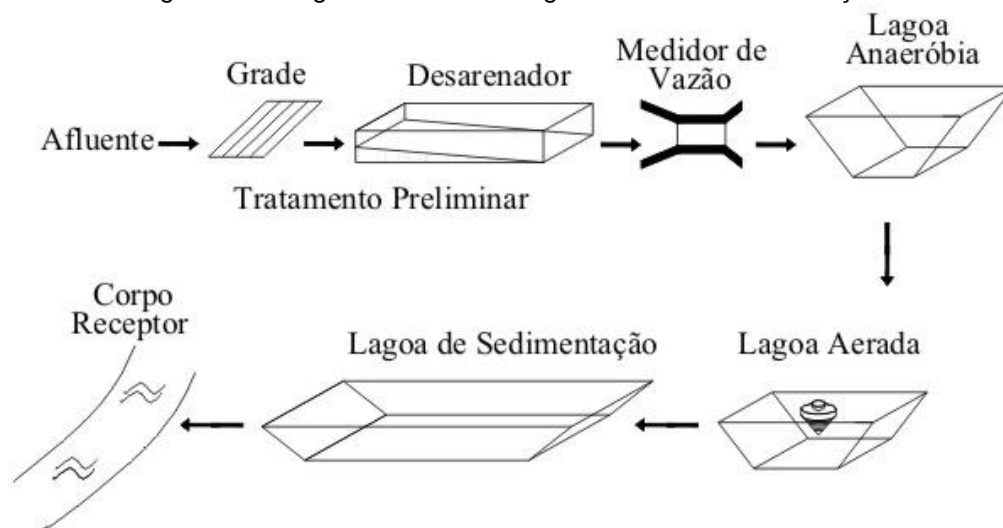 Afluente
Grade
Desarenador
Medidor de
Vazão
Lagoa
Anaeróbia
Tratamento Preliminar
Lagoa Aerada
Lagoa de Sedimentação
Corpo
Receptor